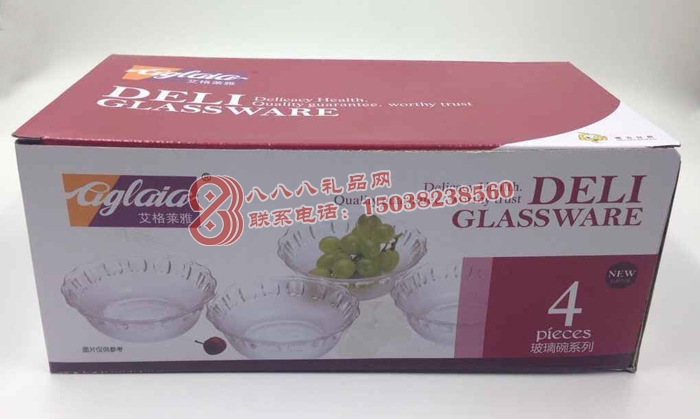 aglaia
艾格莱雅
DELI
GLASSWARE
Delicacy Health.
Quality guarantee, worthy trust
aglaia®
艾格莱雅
八八八礼品网
联系电话：15038238560
DELI
GLASSWARE
NEW
4
pieces
玻璃碗系列
图片仅供参考